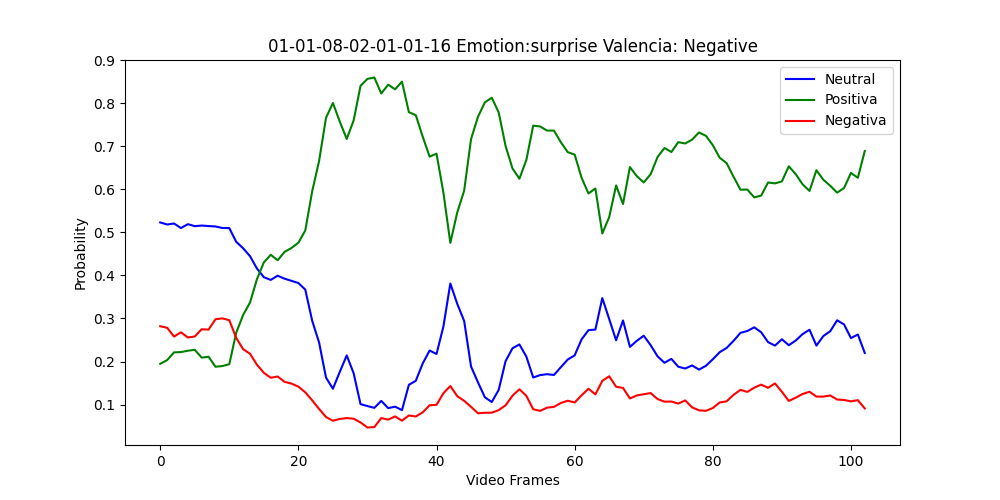 01-01-08-02-01-01-16 Emotion:surprise Valencia: Negative
Neutral
Positiva
Negativa
Probability
0.9
0.8
0.7
0.6
0.5
0.4
0.3
0.2
0.1
0 20 40 60 80 100
Video Frames